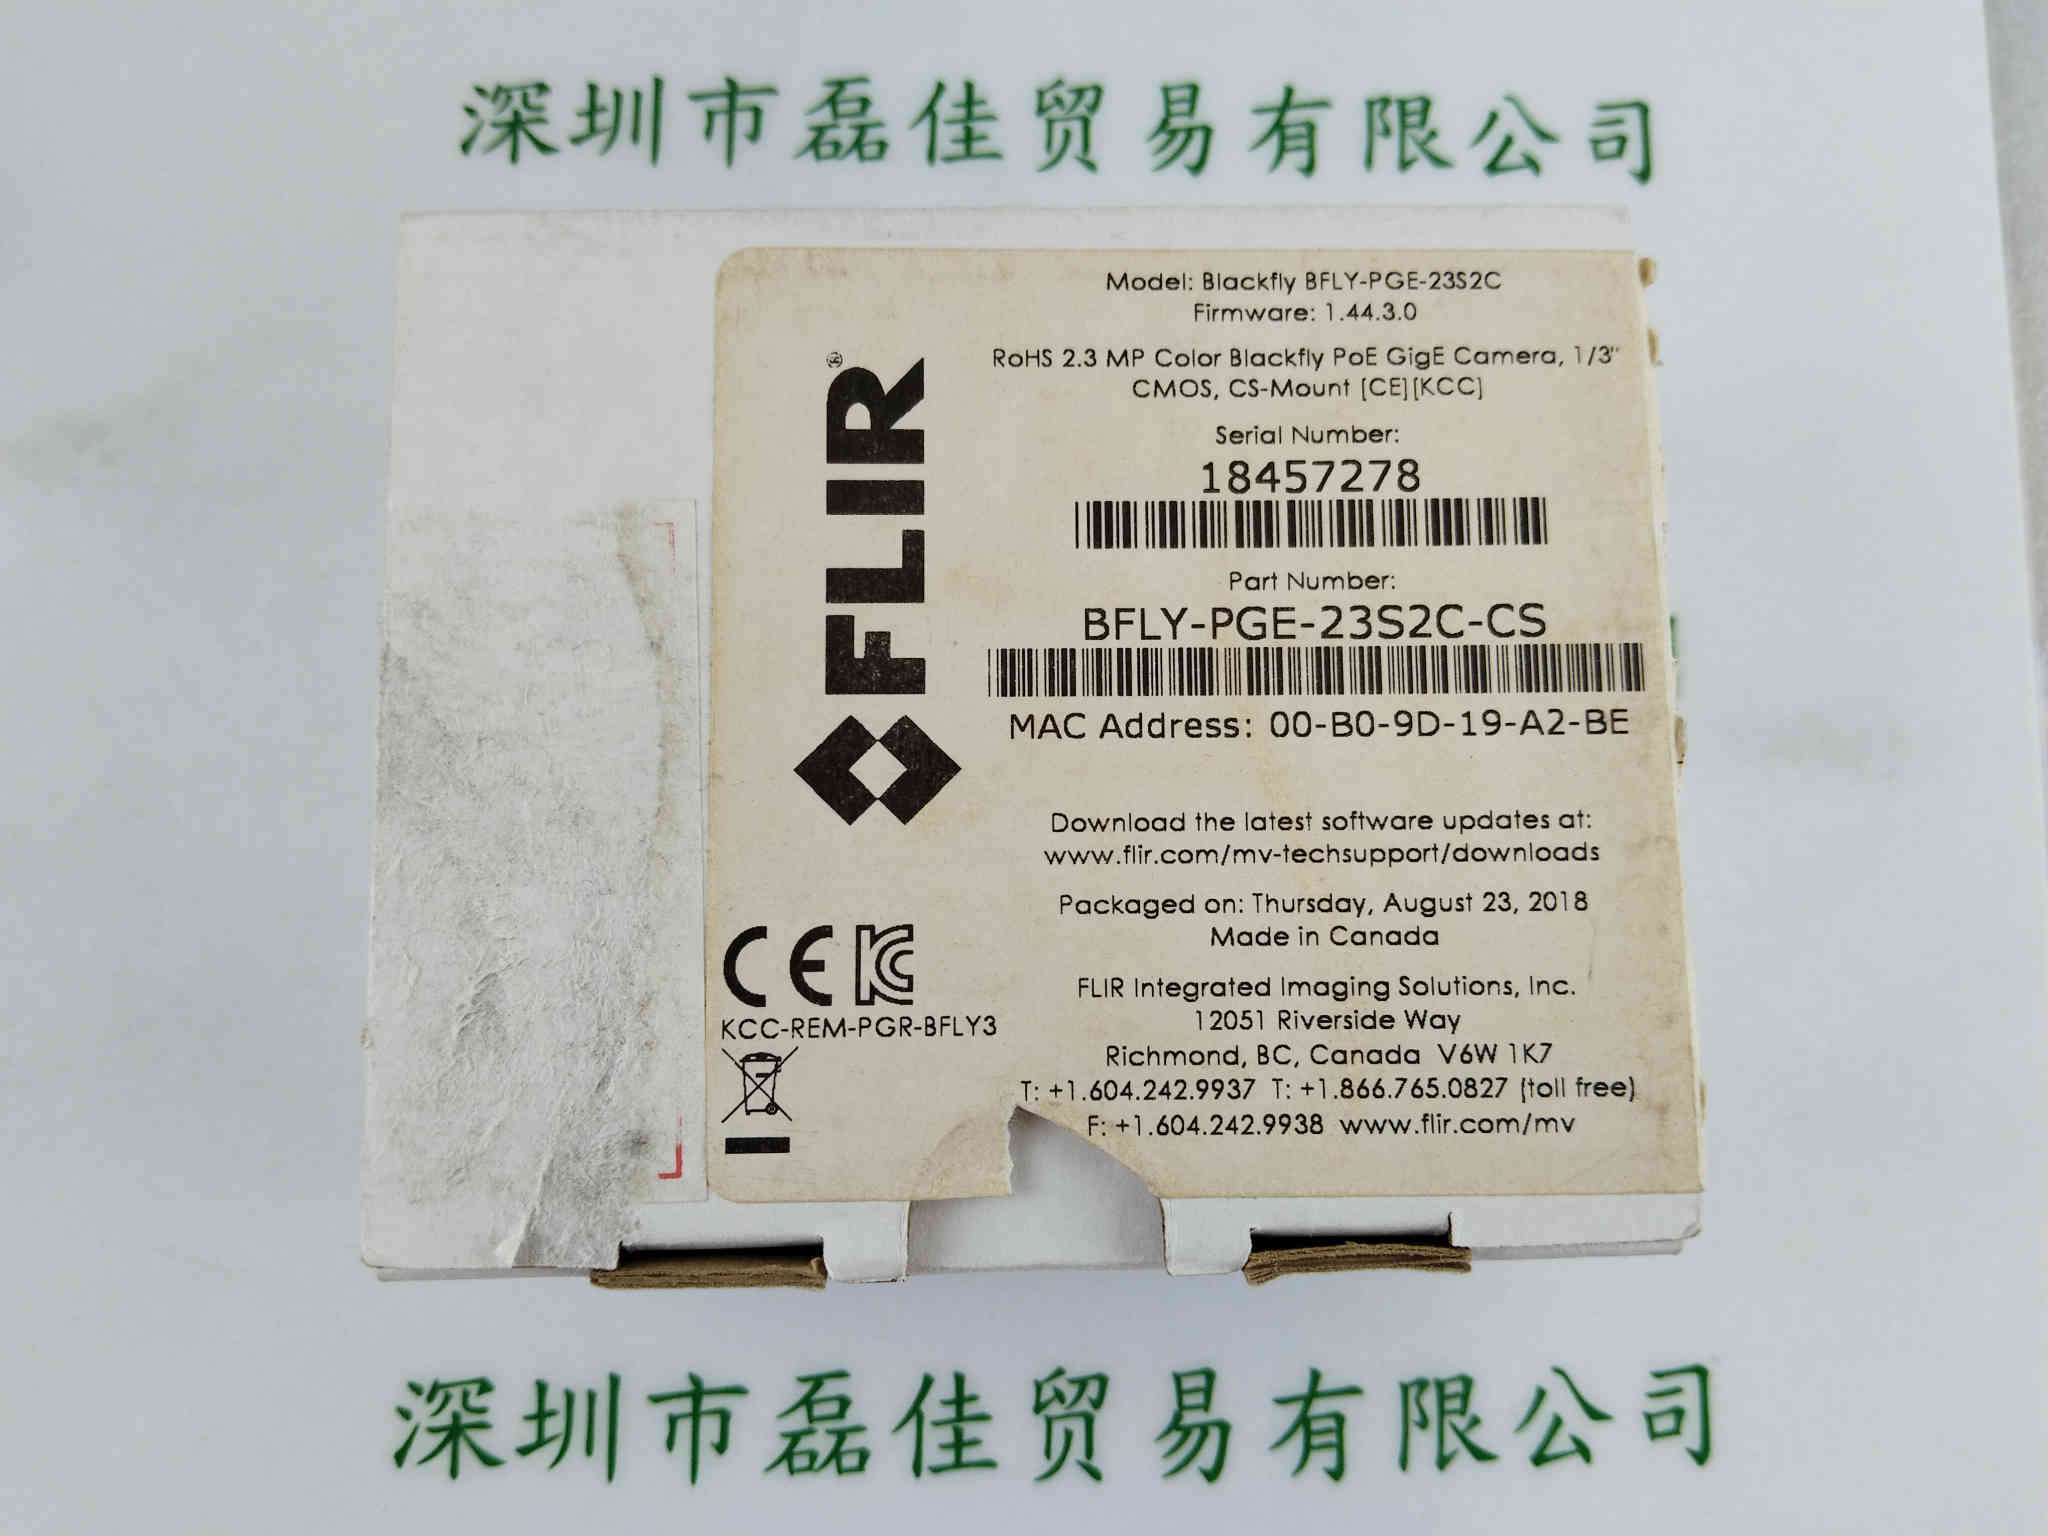 深圳市磊佳贸易有限公司
Model: Blackfly BFLY-PGE-23S2C
Firmware: 1.44.3.0
RoHS 2.3 MP Color Blackfly PoE GigE Camera, 1/3"
CMOS, CS-Mount [CE][KCC]
Serial Number:
18457278
Part Number:
BFLY-PGE-23S2C-CS
MAC Address: 00-B0-9D-19-A2-BE
FLIR®
Download the latest software updates at:
www.flir.com/mv-techsupport/downloads
Packaged on: Thursday, August 23, 2018
Made in Canada
CE KC
KCC-REM-PGR-BFLY3
FLIR Integrated Imaging Solutions, Inc.
12051 Riverside Way
Richmond, BC, Canada V6W 1K7
T: +1.604.242.9937 T: +1.866.765.0827 (toll free)
F: +1.604.242.9938 www.flir.com/mv
深圳市磊佳贸易有限公司